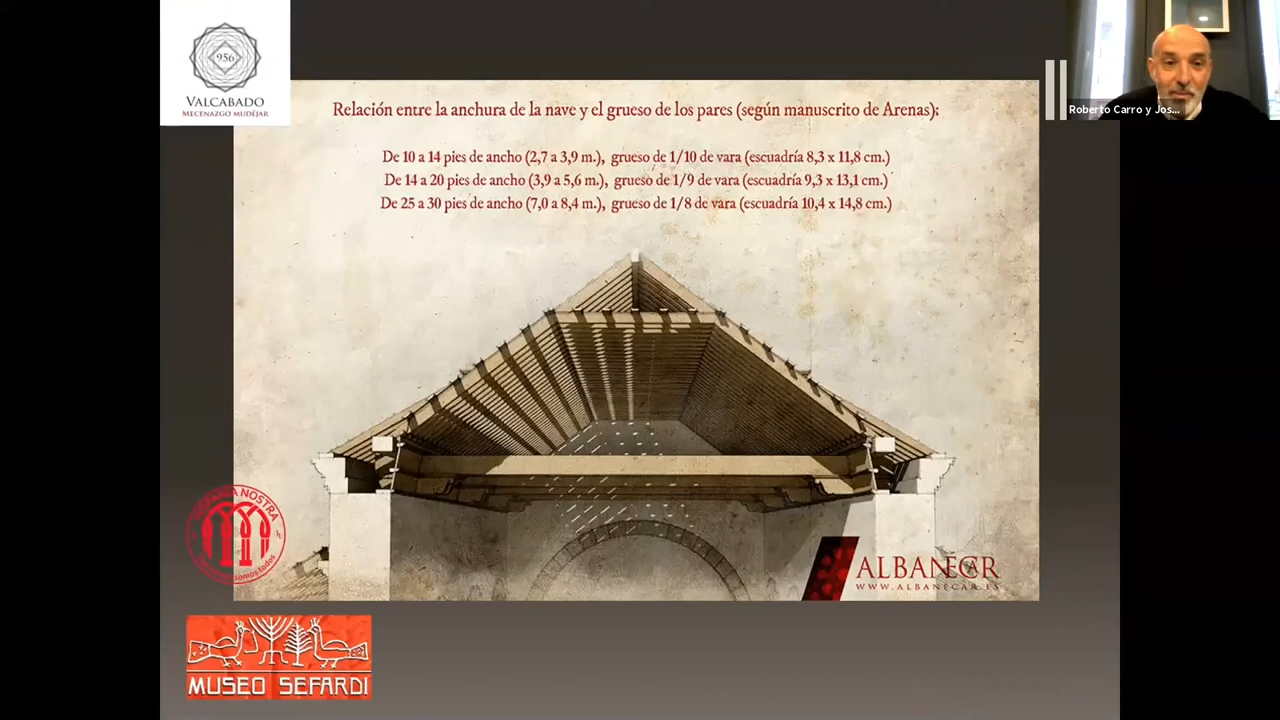 956
VALCABADO
MECENAZGO MUDÉJAR
Relación entre la anchura de la nave y el grueso de los pares (según manuscrito de Arenas):
De 10 a 14 pies de ancho (2,7 a 3,9 m.), grueso de 1/10 de vara (escuadría 8,3 x 11,8 cm.)
De 14 a 20 pies de ancho (3,9 a 5,6 m.), grueso de 1/9 de vara (escuadría 9,3 x 13,1 cm.)
De 25 a 30 pies de ancho (7,0 a 8,4 m.), grueso de 1/8 de vara (escuadría 10,4 x 14,8 cm.)
Roberto Carro y Jos...
HISPANIA NOSTRA
somos todos
ALBANÉCAR
WWW.ALBANECAR.ES
MUSEO SEFARDI